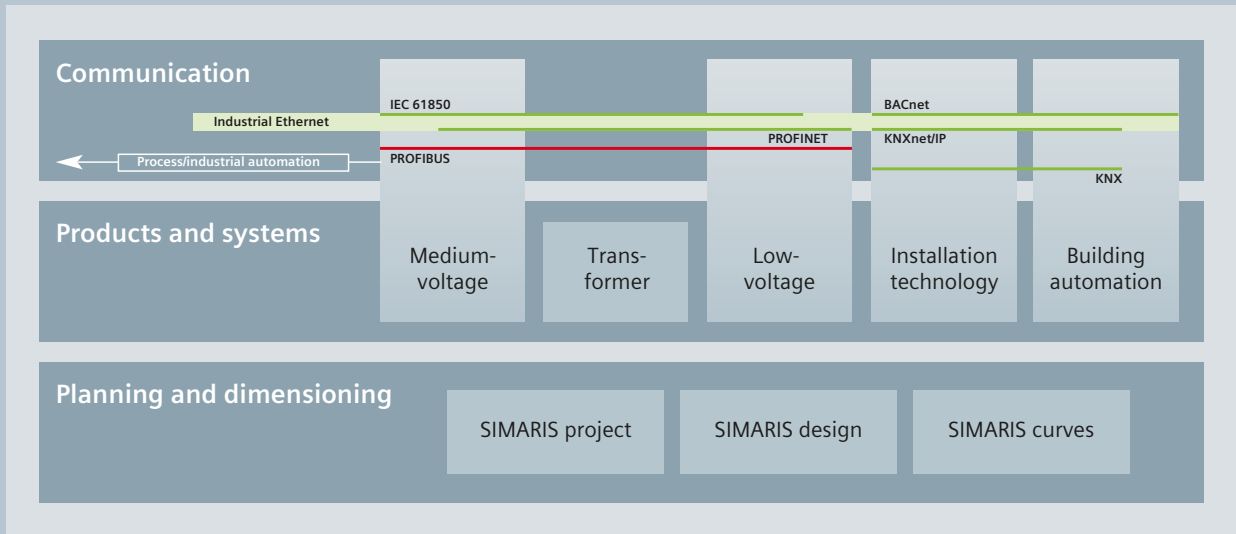 Communication
IEC 61850
BACnet
Industrial Ethernet
PROFINET
KNXnet/IP
Process/industrial automation
PROFIBUS
KNX
Products and systems
Medium-
voltage
Trans-
former
Low-
voltage
Installation
technology
Building
automation
Planning and dimensioning
SIMARIS project
SIMARIS design
SIMARIS curves